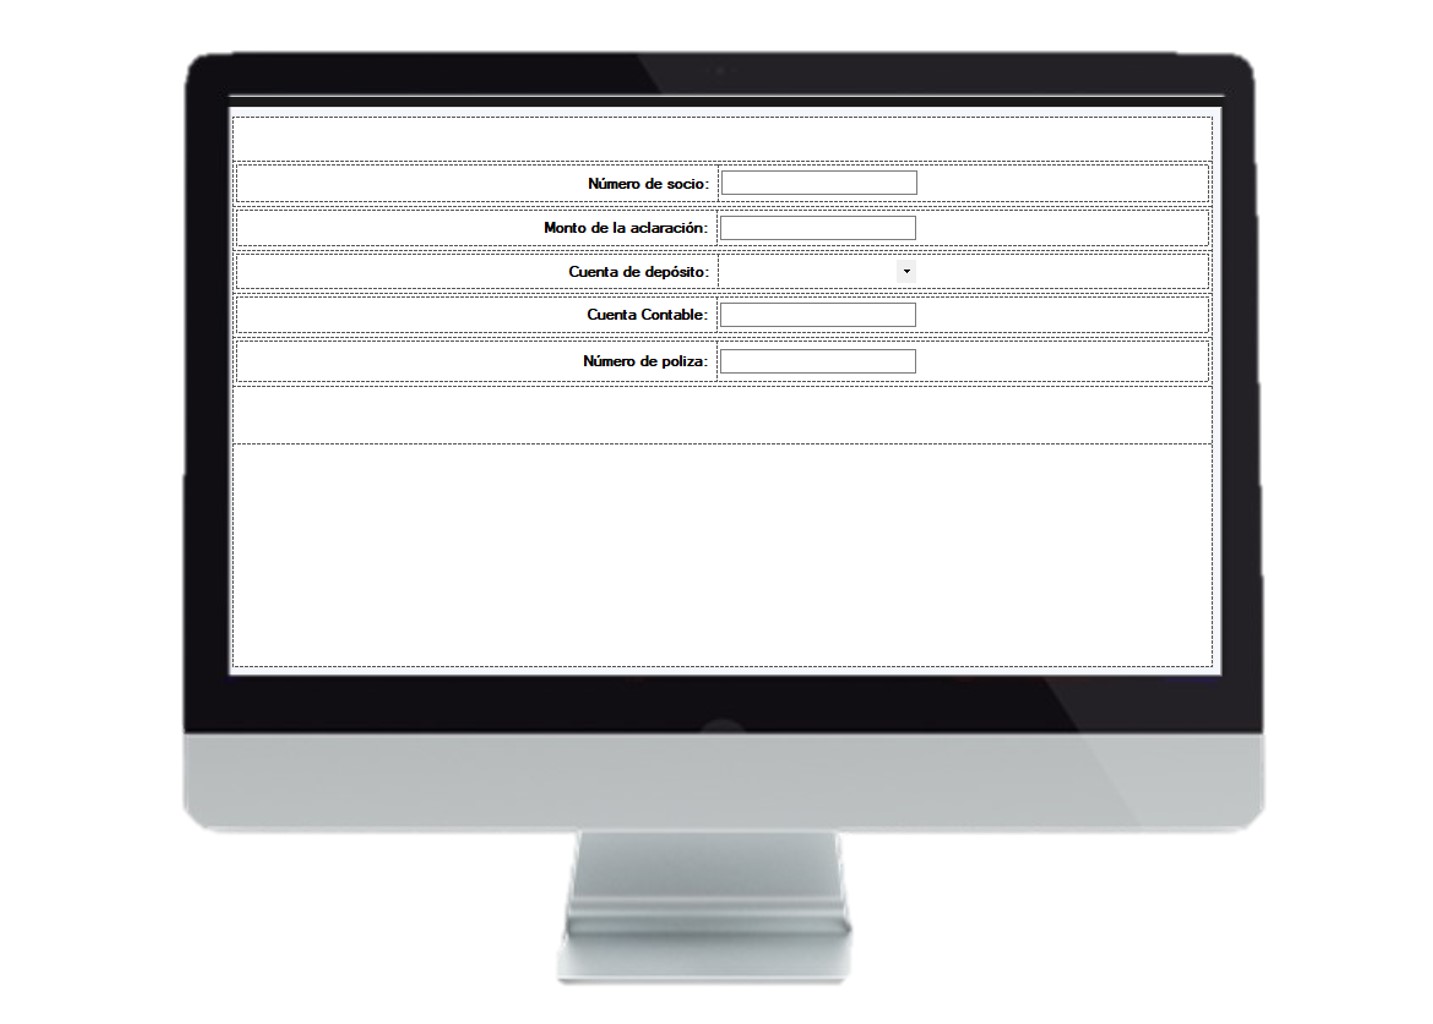 Número de socio:
Monto de la aclaración:
Cuenta de depósito:
Cuenta Contable:
Número de poliza: